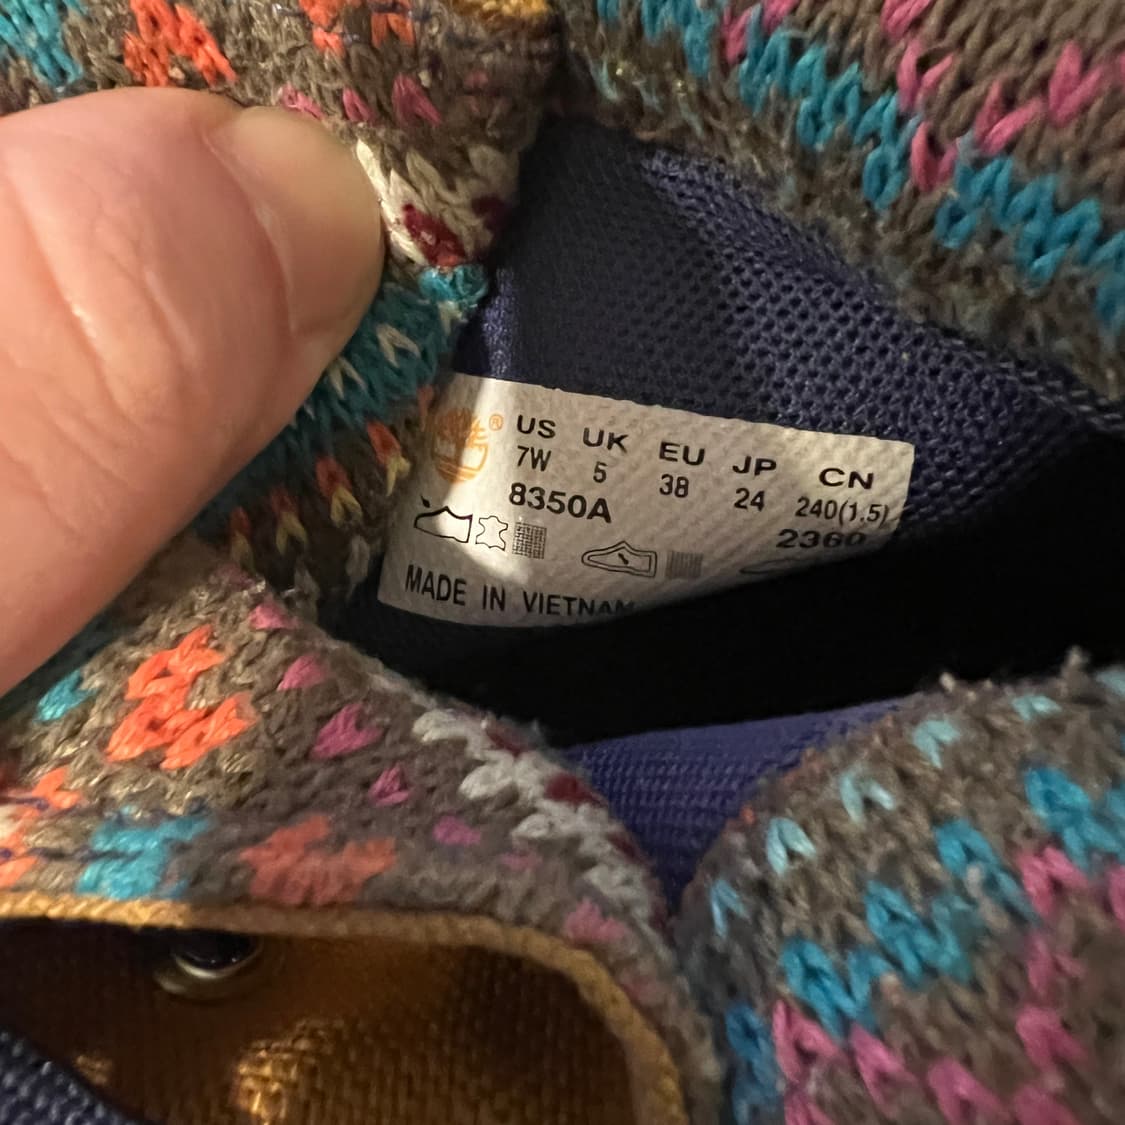 ® US UK EU JP CN
7W 5 38 24 240(1.5)
8350A 2360
MADE IN VIETNAM